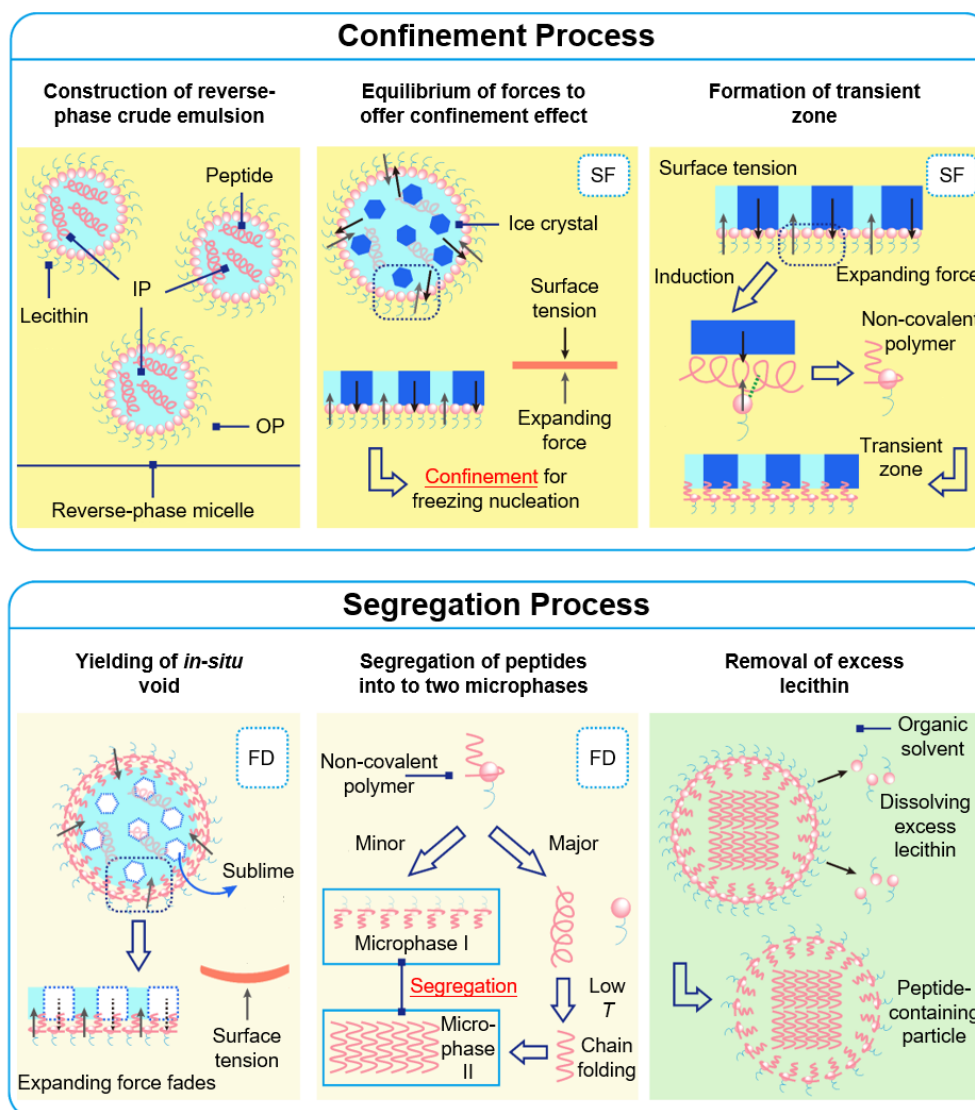 Confinement Process
Construction of reverse-
phase crude emulsion
Peptide
IP
Lecithin
OP
Reverse-phase micelle
Equilibrium of forces to
offer confinement effect
SF
Ice crystal
Surface
tension
Expanding
force
Confinement for
freezing nucleation
Formation of transient
zone
Surface tension
SF
Induction
Expanding force
Non-covalent
polymer
Transient
zone
Segregation Process
Yielding of in-situ
void
FD
Sublime
Surface
tension
Expanding force fades
Segregation of peptides
into to two microphases
Non-covalent
polymer
FD
Minor
Major
Microphase I
Segregation
Low
T
Micro-
phase
II
Chain
folding
Removal of excess
lecithin
Organic
solvent
Dissolving
excess
lecithin
Peptide-
containing
particle